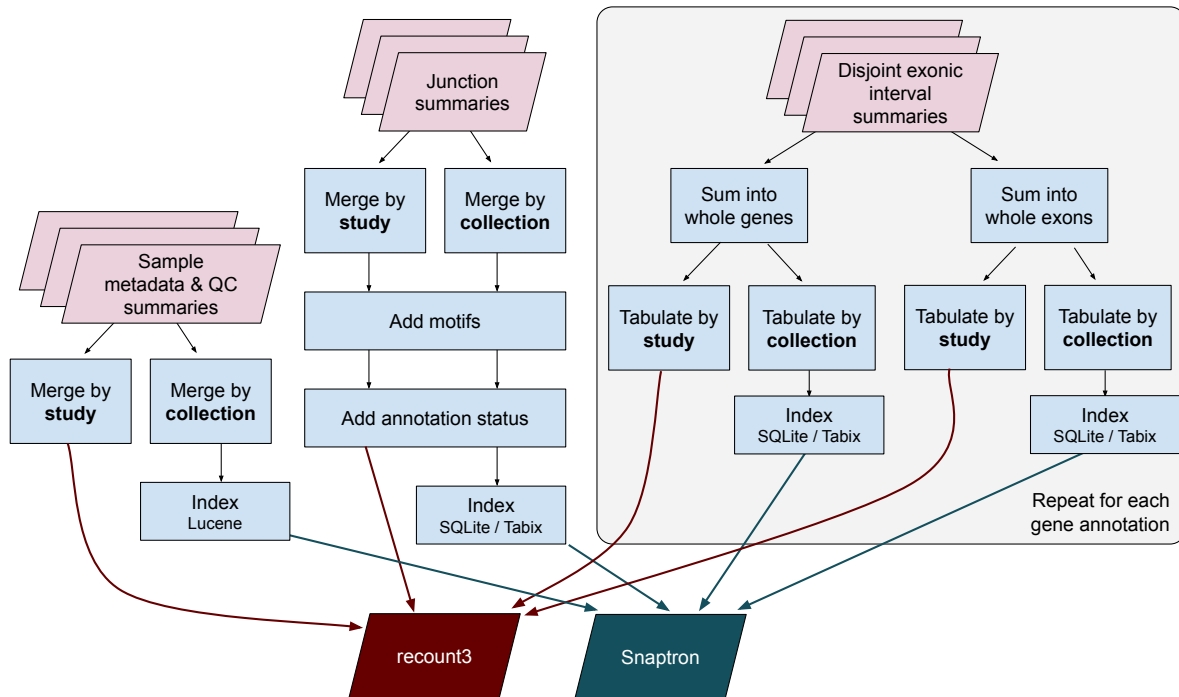 Junction
summaries
Disjoint exonic
interval
summaries
Merge by
study
Merge by
collection
Sum into
whole genes
Sum into
whole exons
Sample
metadata & QC
summaries
Add motifs
Tabulate by
study
Tabulate by
collection
Tabulate by
study
Tabulate by
collection
Merge by
study
Merge by
collection
Add annotation status
Index
SQLite / Tabix
Index
SQLite / Tabix
Index
Lucene
Index
SQLite / Tabix
Repeat for each
gene annotation
recount3
Snaptron